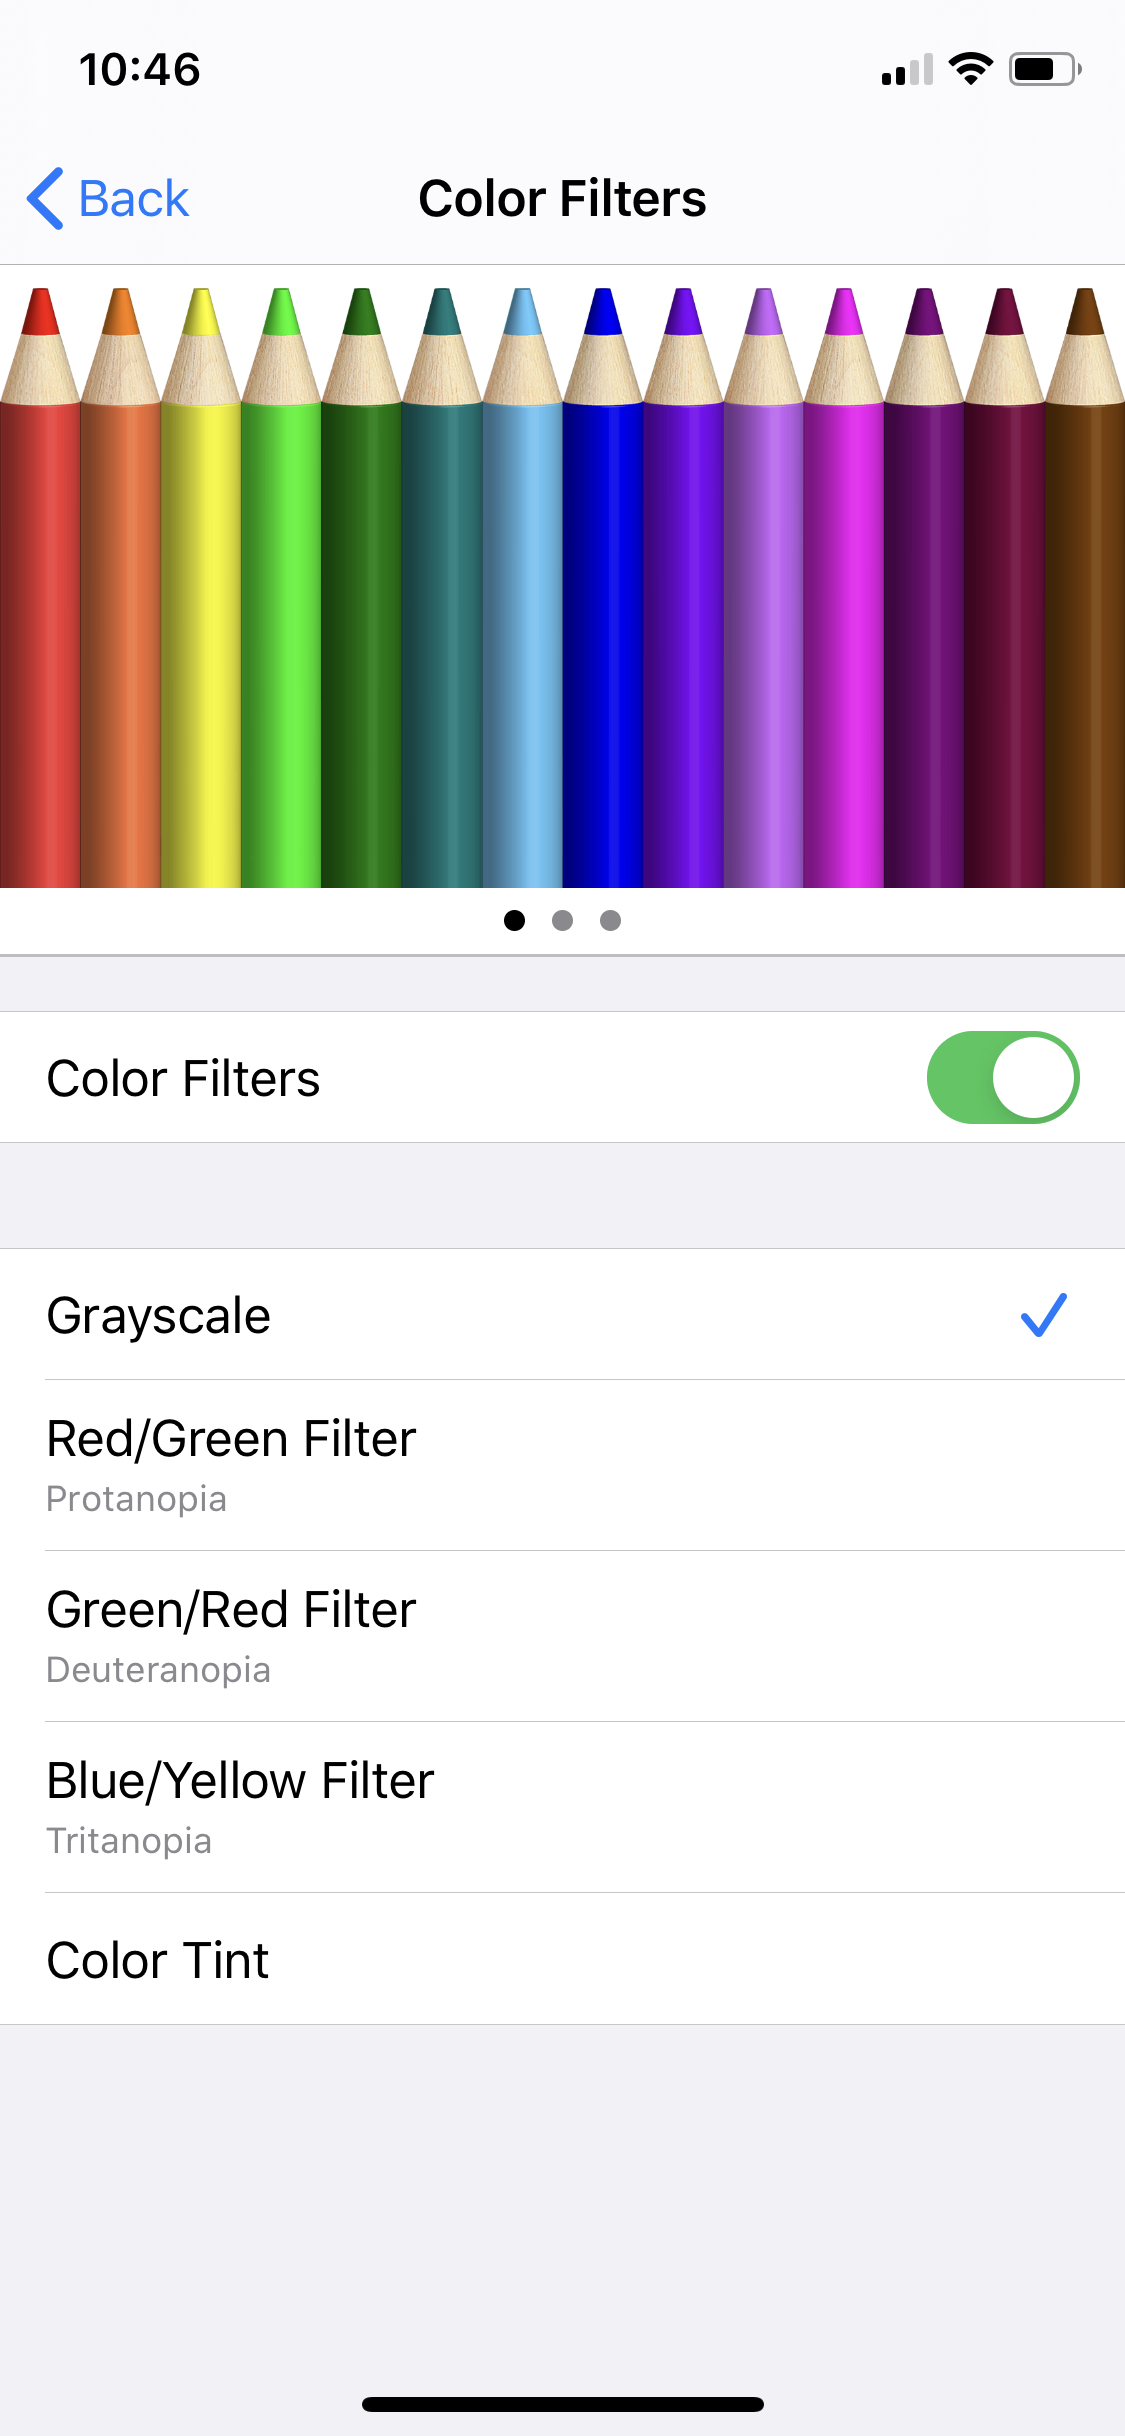 10:46
Back
Color Filters
Color Filters
Grayscale
Red/Green Filter
Protanopia
Green/Red Filter
Deuteranopia
Blue/Yellow Filter
Tritanopia
Color Tint